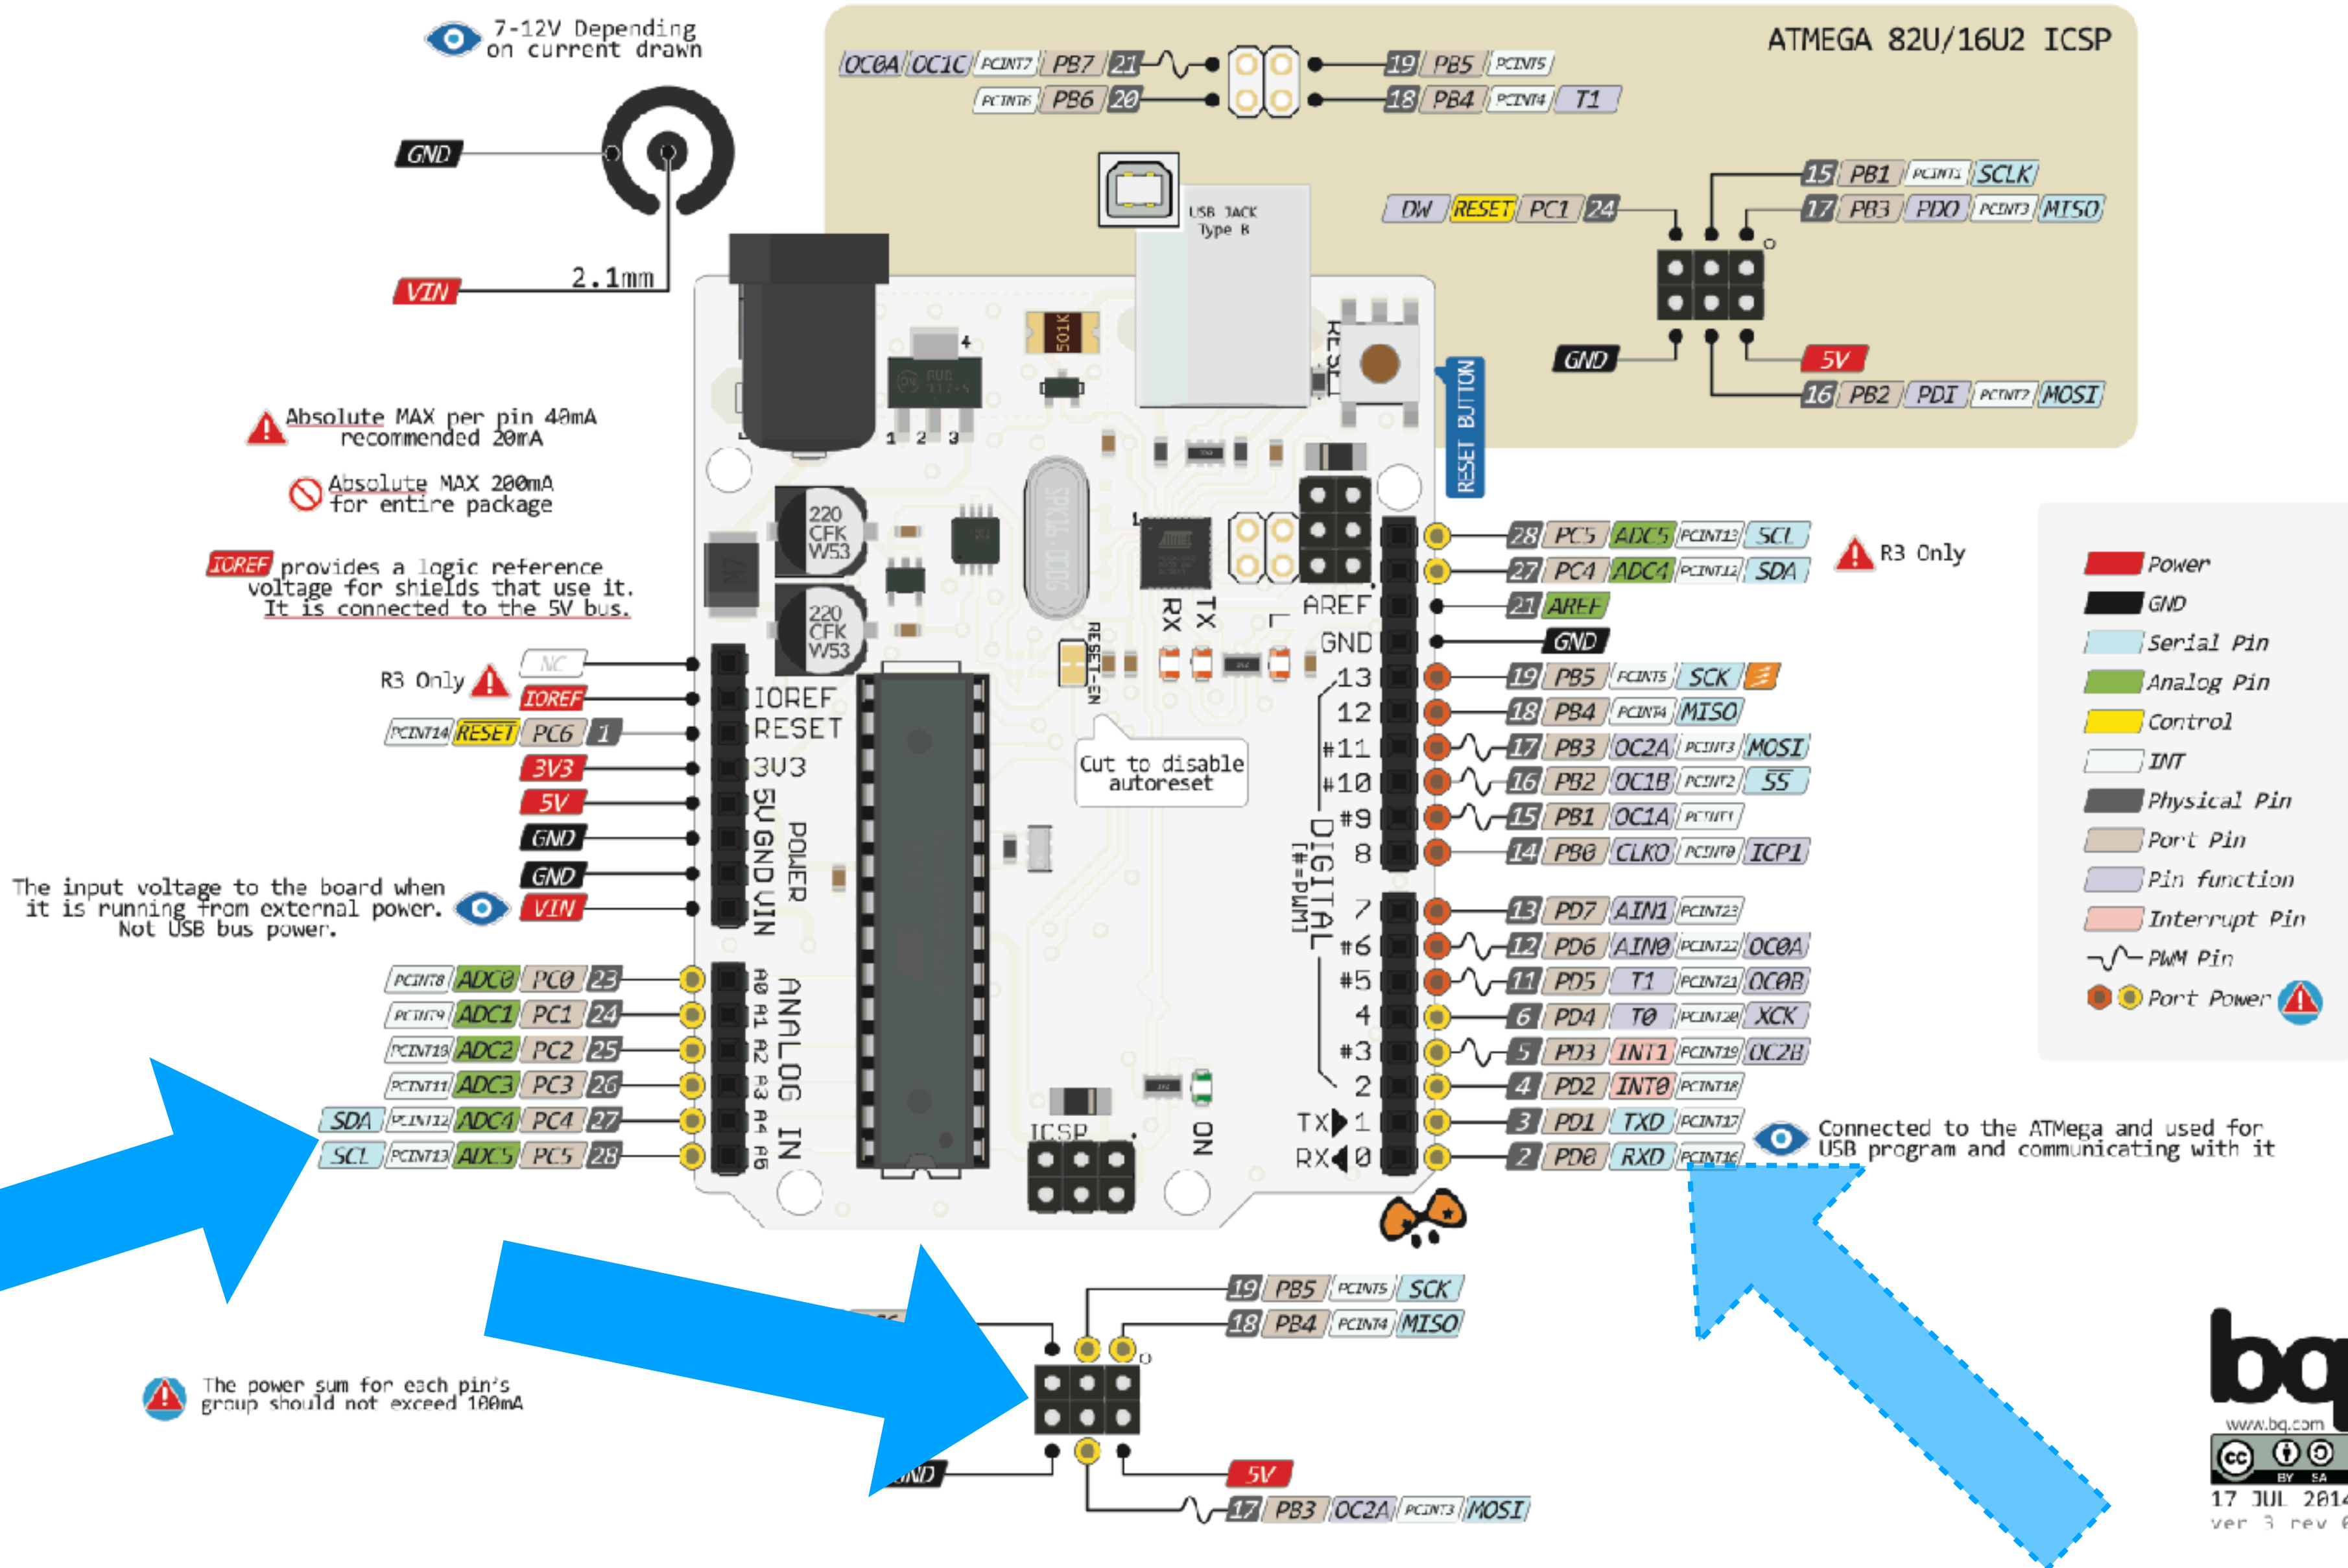 7-12V Depending
on current drawn
GND
VIN
2.1mm
ATMEGA 82U/16U2 ICSP
OC0A OC1C PCINT7 PB7 21
PCINT6 PB6 20
19 PB5 PCINT5
18 PB4 PCINT4 T1
USB JACK
Type B
DW RESET PC1 24
15 PB1 PCINT1 SCLK
17 PB3 PDO PCINT3 MISO
GND
5V
16 PB2 PDI PCINT2 MOSI
Absolute MAX per pin 40mA
recommended 20mA
Absolute MAX 200mA
for entire package
IOREF provides a logic reference
voltage for shields that use it.
It is connected to the 5V bus.
R3 Only
NC
IOREF
PCINT14 RESET PC6 1
3V3
5V
GND
GND
VIN
The input voltage to the board when
it is running from external power.
Not USB bus power.
PCINT8 ADC0 PC0 23
PCINT9 ADC1 PC1 24
PCINT10 ADC2 PC2 25
PCINT11 ADC3 PC3 26
SDA PCINT12 ADC4 PC4 27
SCL PCINT13 ADC5 PC5 28
The power sum for each pin's
group should not exceed 100mA
4
1 2 3
501K
220
CFK
W53
220
CFK
W53
1
RESET BUTTON
RX
TX
L
RESET-EN
Cut to disable
autoreset
IOREF
RESET
3V3
5V
GND
VIN
POWER
A0
A1
A2
A3
A4
A5
ANALOG IN
ICSP
ON
AREF
GND
13
12
#11
#10
#9
8
7
#6
#5
4
#3
2
TX 1
RX 0
DIGITAL
[#=PWM]
28 PC5 ADC5 PCINT13 SCL
27 PC4 ADC4 PCINT12 SDA
R3 Only
21 AREF
GND
19 PB5 PCINT5 SCK
18 PB4 PCINT4 MISO
17 PB3 OC2A PCINT3 MOSI
16 PB2 OC1B PCINT2 SS
15 PB1 OC1A PCINT1
14 PB0 CLKO PCINT0 ICP1
13 PD7 AIN1 PCINT23
12 PD6 AIN0 PCINT22 OC0A
11 PD5 T1 PCINT21 OC0B
6 PD4 T0 PCINT20 XCK
5 PD3 INT1 PCINT19 OC2B
4 PD2 INT0 PCINT18
3 PD1 TXD PCINT17
2 PD0 RXD PCINT16
Connected to the ATMega and used for
USB program and communicating with it
Power
GND
Serial Pin
Analog Pin
Control
INT
Physical Pin
Port Pin
Pin function
Interrupt Pin
PWM Pin
Port Power
19 PB5 PCINT5 SCK
18 PB4 PCINT4 MISO
5V
17 PB3 OC2A PCINT3 MOSI
bq
www.bq.com
cc
BY SA
17 JUL 2014
ver 3 rev